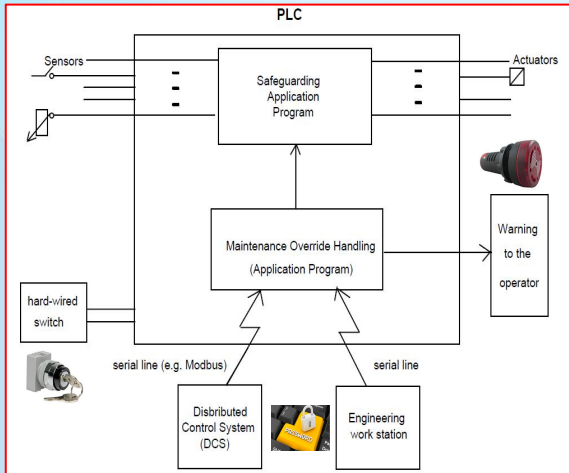 PLC
Sensors
Safeguarding
Application
Program
Actuators
Maintenance Override Handling
(Application Program)
Warning
to the
operator
hard-wired
switch
serial line (e.g. Modbus)
serial line
Disbributed
Control System
(DCS)
PASSWORD
Engineering
work station